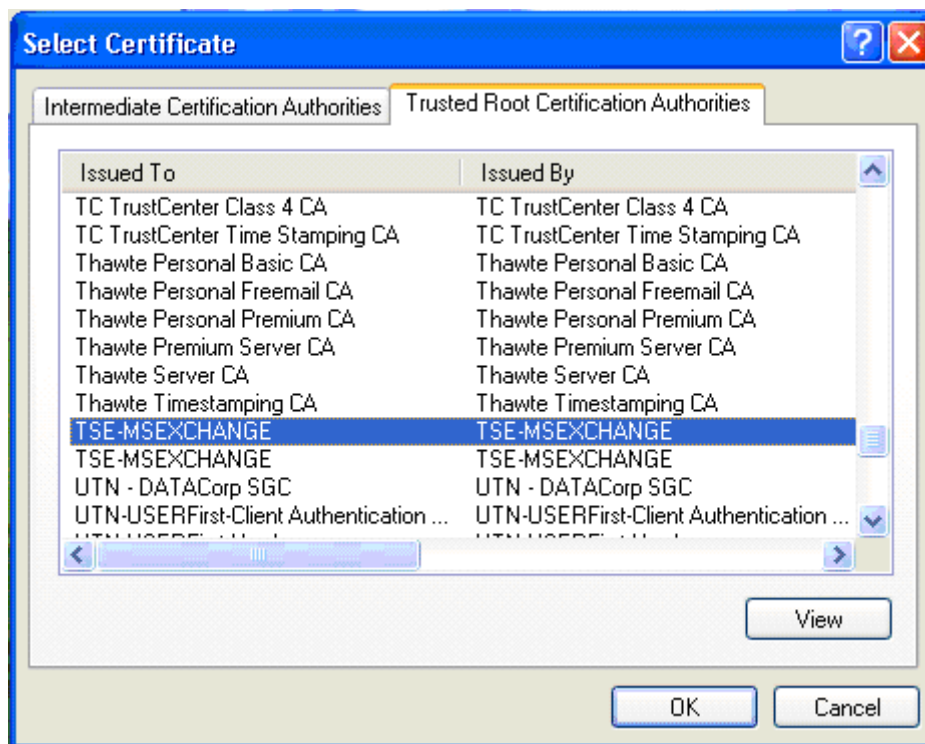 Select Certificate
Intermediate Certification Authorities Trusted Root Certification Authorities
Issued To Issued By
TC TrustCenter Class 4 CA TC TrustCenter Class 4 CA
TC TrustCenter Time Stamping CA TC TrustCenter Time Stamping CA
Thawte Personal Basic CA Thawte Personal Basic CA
Thawte Personal Freemail CA Thawte Personal Freemail CA
Thawte Personal Premium CA Thawte Personal Premium CA
Thawte Premium Server CA Thawte Premium Server CA
Thawte Server CA Thawte Server CA
Thawte Timestamping CA Thawte Timestamping CA
TSE-MSEXCHANGE TSE-MSEXCHANGE
TSE-MSEXCHANGE TSE-MSEXCHANGE
UTN - DATACorp SGC UTN - DATACorp SGC
UTN-USERFirst-Client Authentication ... UTN-USERFirst-Client Authentication ...
View
OK Cancel